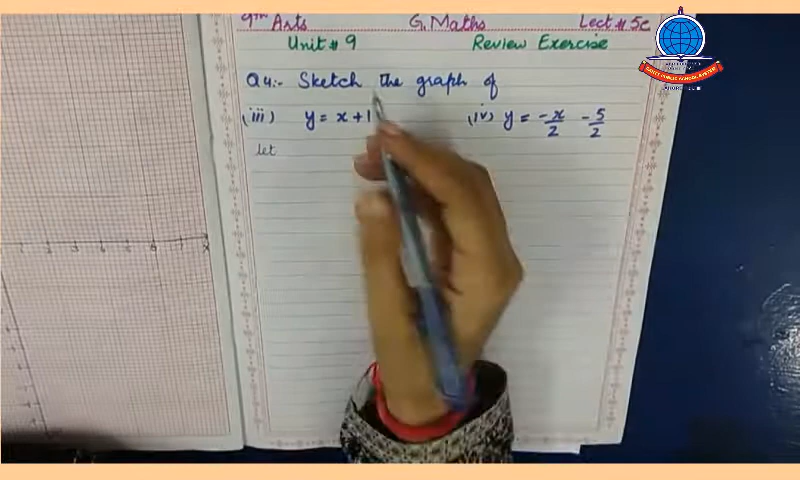 9th Arts G.Maths Lect # 5c
Unit # 9 Review Exercise
Q4:- Sketch the graph of
(iii) y = x + 1 (iv) y = -x/2 - 5/2
let